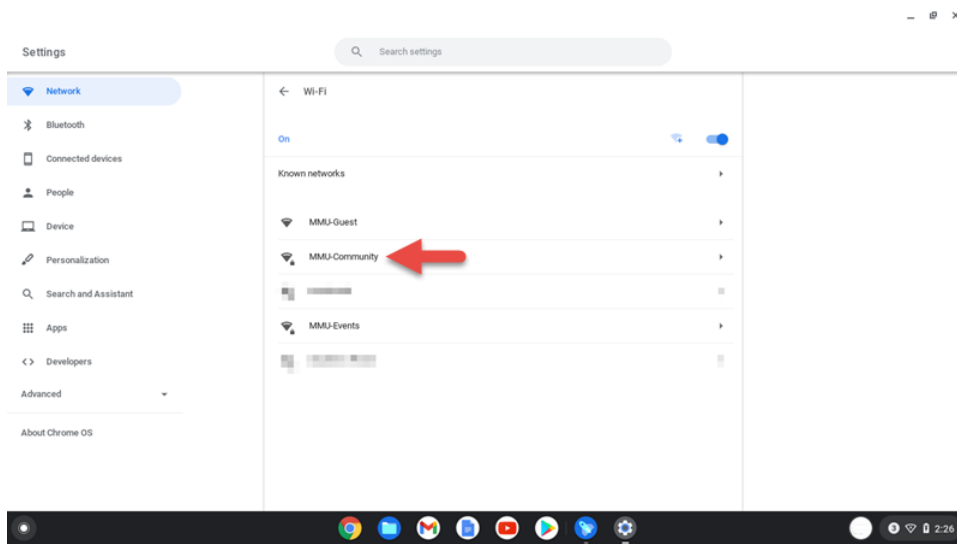 Settings
Search settings
Network
Bluetooth
Connected devices
People
Device
Personalization
Search and Assistant
Apps
Developers
Advanced
About Chrome OS
Wi-Fi
On
Known networks
MMU-Guest
MMU-Community
MMU-Events
3
2:26